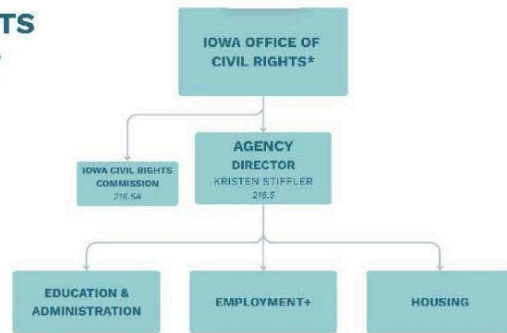 TS
IOWA OFFICE OF
CIVIL RIGHTS*
IOWA CIVIL RIGHTS
COMMISSION
216.5A
AGENCY
DIRECTOR
KRISTEN STIFFLER
216.5
EDUCATION &
ADMINISTRATION
EMPLOYMENT+
HOUSING